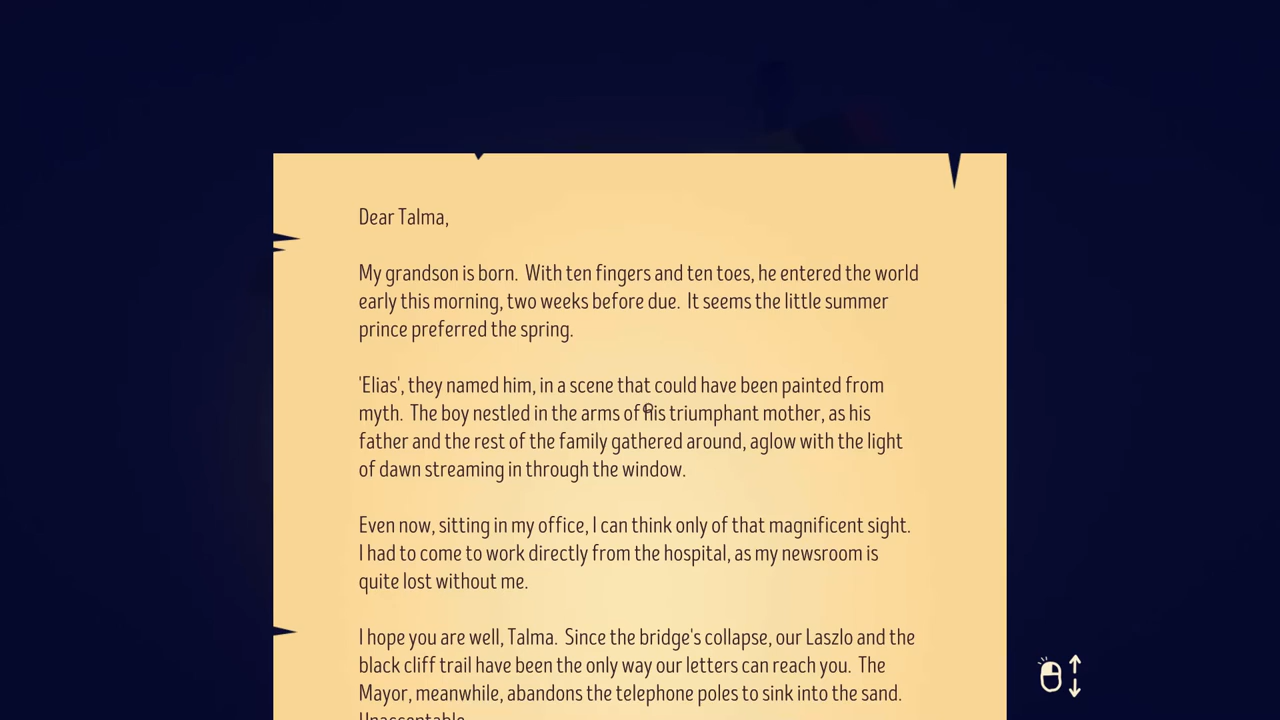 Dear Talma,
My grandson is born.  With ten fingers and ten toes, he entered the world
early this morning, two weeks before due.  It seems the little summer
prince preferred the spring.
'Elias', they named him, in a scene that could have been painted from
myth.  The boy nestled in the arms of his triumphant mother, as his
father and the rest of the family gathered around, aglow with the light
of dawn streaming in through the window.
Even now, sitting in my office, I can think only of that magnificent sight.
I had to come to work directly from the hospital, as my newsroom is
quite lost without me.
I hope you are well, Talma.  Since the bridge's collapse, our Laszlo and the
black cliff trail have been the only way our letters can reach you.  The
Mayor, meanwhile, abandons the telephone poles to sink into the sand.
Unacceptable.